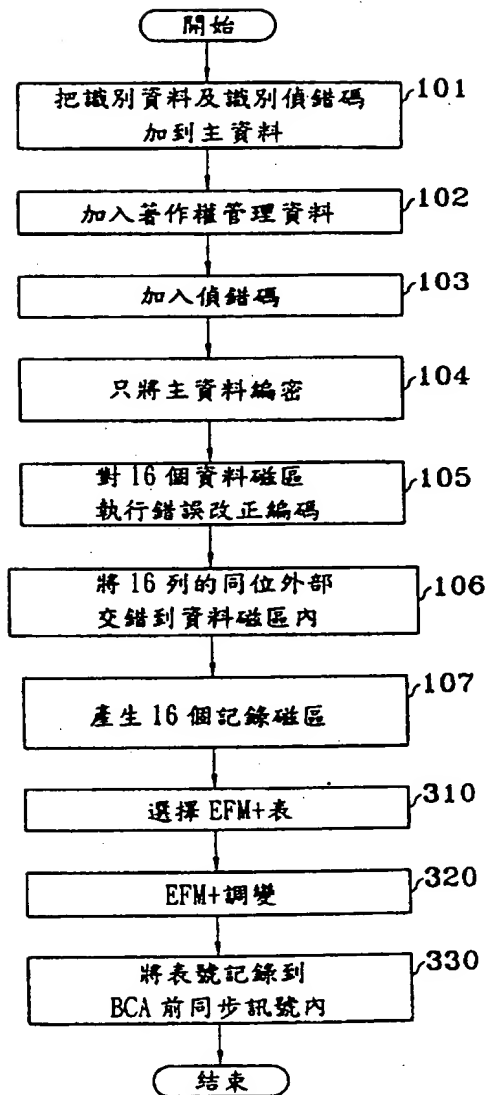 開始
把識別資料及識別偵錯碼
加到主資料
101
加入著作權管理資料
102
加入偵錯碼
103
只將主資料編密
104
對 16 個資料磁區
執行錯誤改正編碼
105
將 16 列的同位外部
交錯到資料磁區內
106
產生 16 個記錄磁區
107
選擇 EFM+表
310
EFM+調變
320
將表號記錄到
BCA 前同步訊號內
330
结束